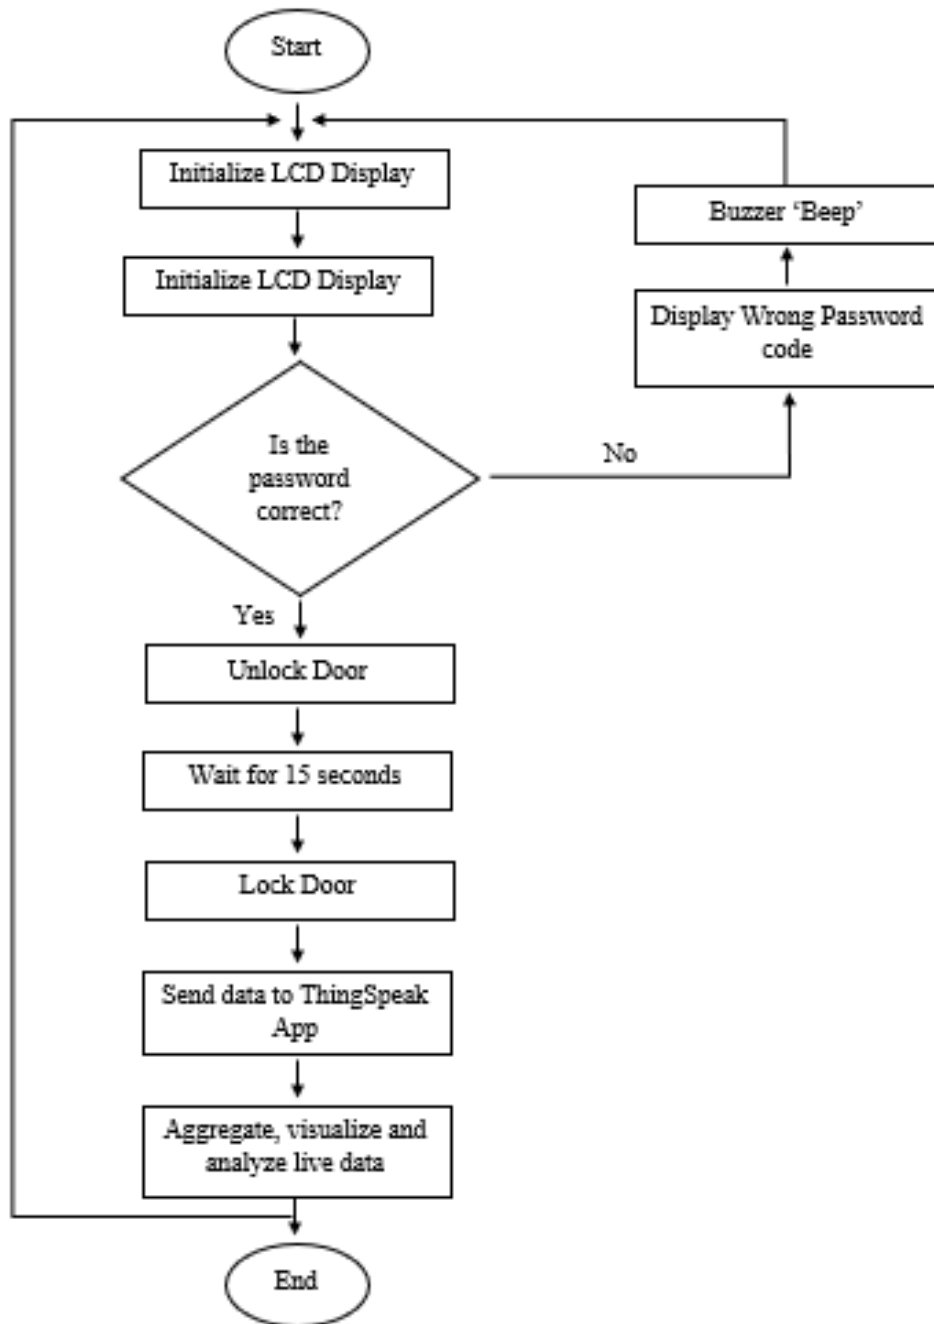 Start
Initialize LCD Display
Initialize LCD Display
Is the
password
correct?
No
Display Wrong Password
code
Buzzer ‘Beep’
Yes
Unlock Door
Wait for 15 seconds
Lock Door
Send data to ThingSpeak
App
Aggregate, visualize and
analyze live data
End